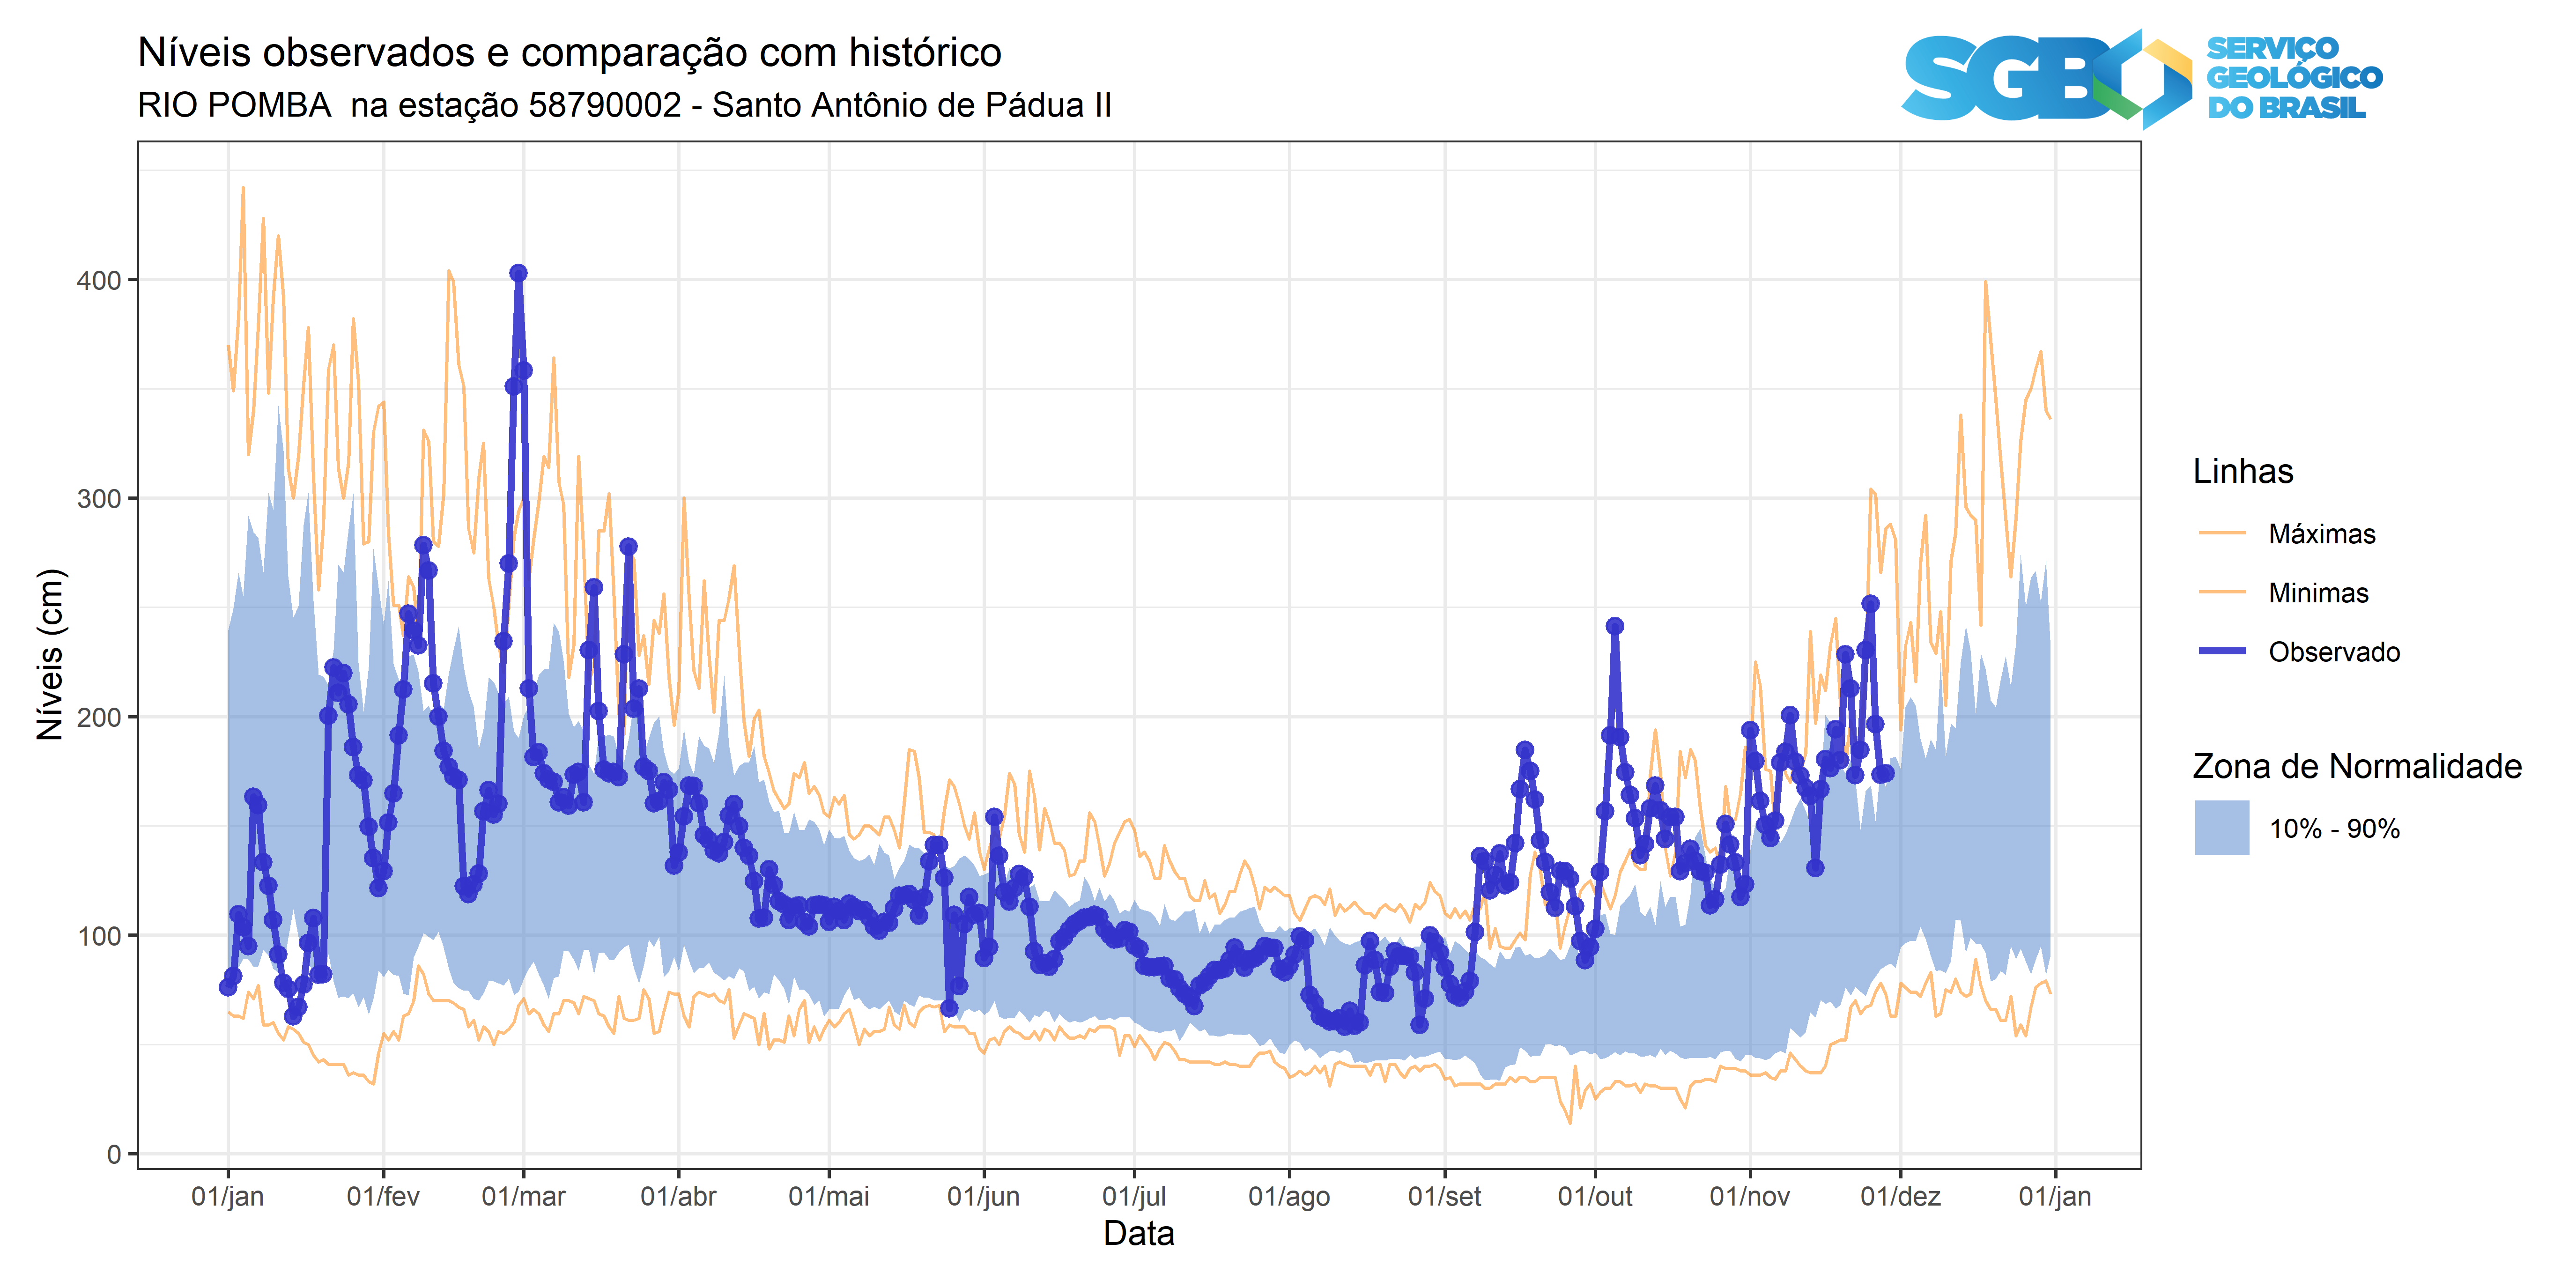 Níveis observados e comparação com histórico
RIO POMBA  na estação 58790002 - Santo Antônio de Pádua II
SGB
SERVIÇO
GEOLÓGICO
DO BRASIL
Níveis (cm)
400
300
200
100
0
01/jan
01/fev
01/mar
01/abr
01/mai
01/jun
01/jul
01/ago
01/set
01/out
01/nov
01/dez
01/jan
Data
Linhas
Máximas
Minimas
Observado
Zona de Normalidade
10% - 90%